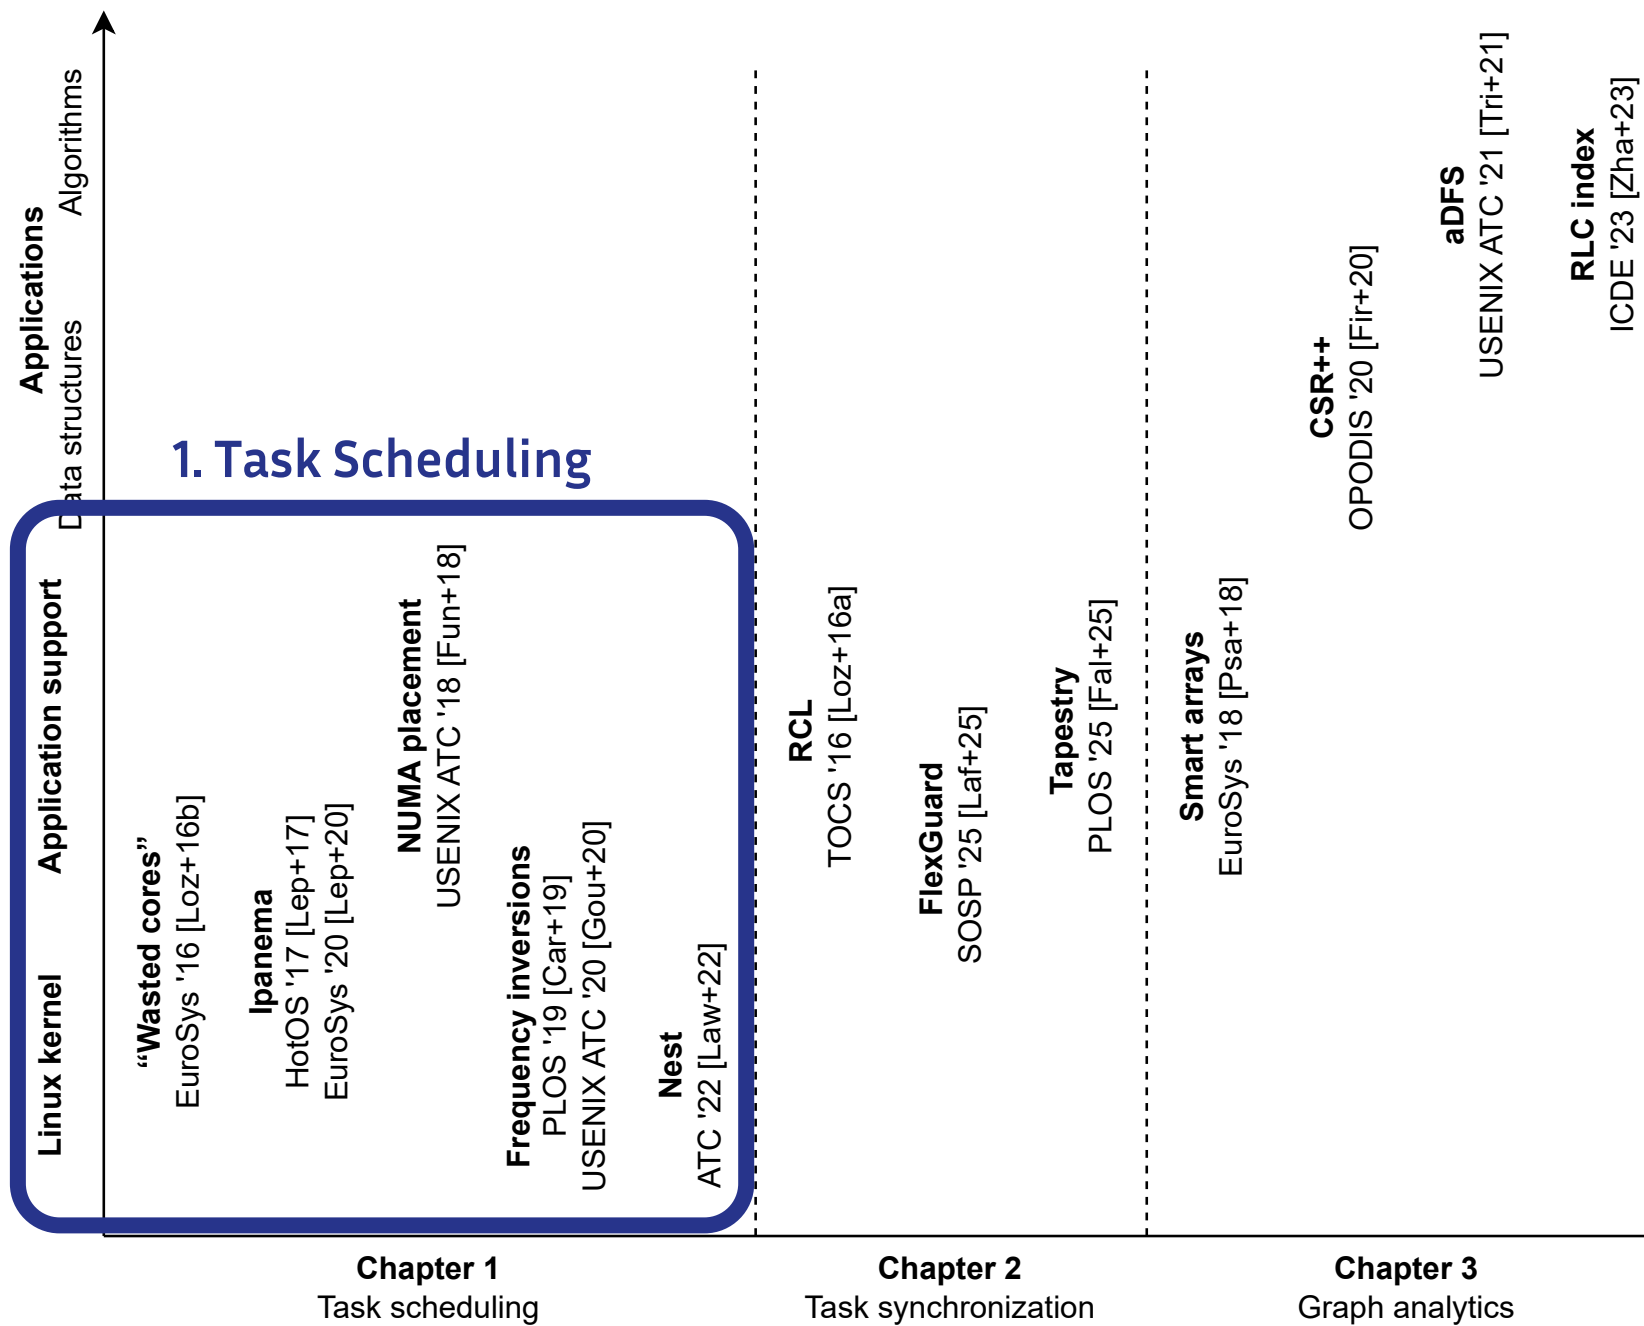 Applications
Algorithms
Data structures
Application support
Linux kernel
1. Task Scheduling
“Wasted cores”
EuroSys '16 [Loz+16b]
Ipanema
HotOS '17 [Lep+17]
EuroSys '20 [Lep+20]
NUMA placement
USENIX ATC '18 [Fun+18]
Frequency inversions
PLOS '19 [Car+19]
USENIX ATC '20 [Gou+20]
Nest
ATC '22 [Law+22]
RCL
TOCS '16 [Loz+16a]
FlexGuard
SOSP '25 [Laf+25]
Tapestry
PLOS '25 [Fal+25]
Smart arrays
EuroSys '18 [Psa+18]
CSR++
OPODIS '20 [Fir+20]
aDFS
USENIX ATC '21 [Tri+21]
RLC index
ICDE '23 [Zha+23]
Chapter 1
Task scheduling
Chapter 2
Task synchronization
Chapter 3
Graph analytics